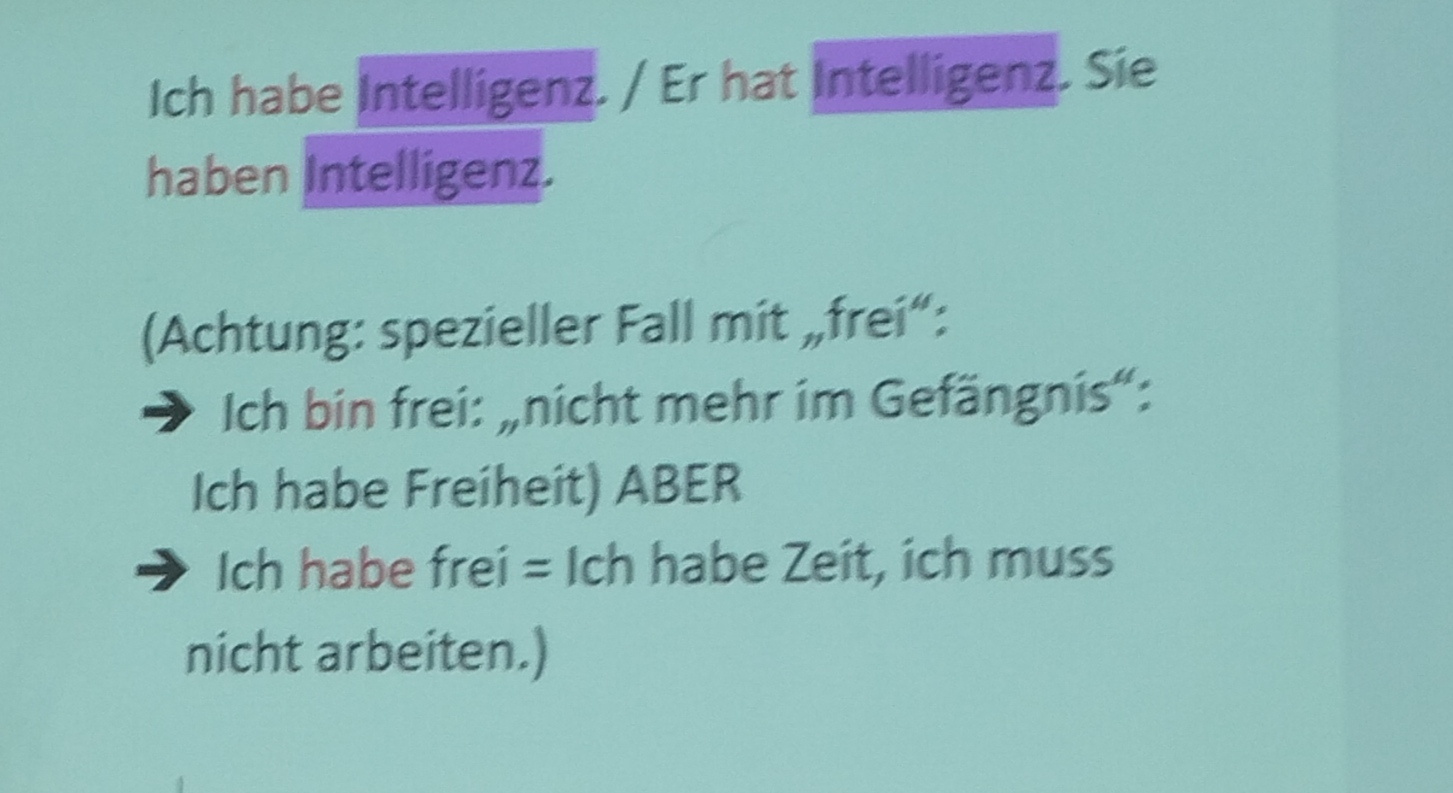 Ich habe Intelligenz. / Er hat Intelligenz. Sie
haben Intelligenz.
(Achtung: spezieller Fall mit „frei“:
➔ Ich bin frei: „nicht mehr im Gefängnis“:
Ich habe Freiheit) ABER
➔ Ich habe frei = Ich habe Zeit, ich muss
nicht arbeiten.)